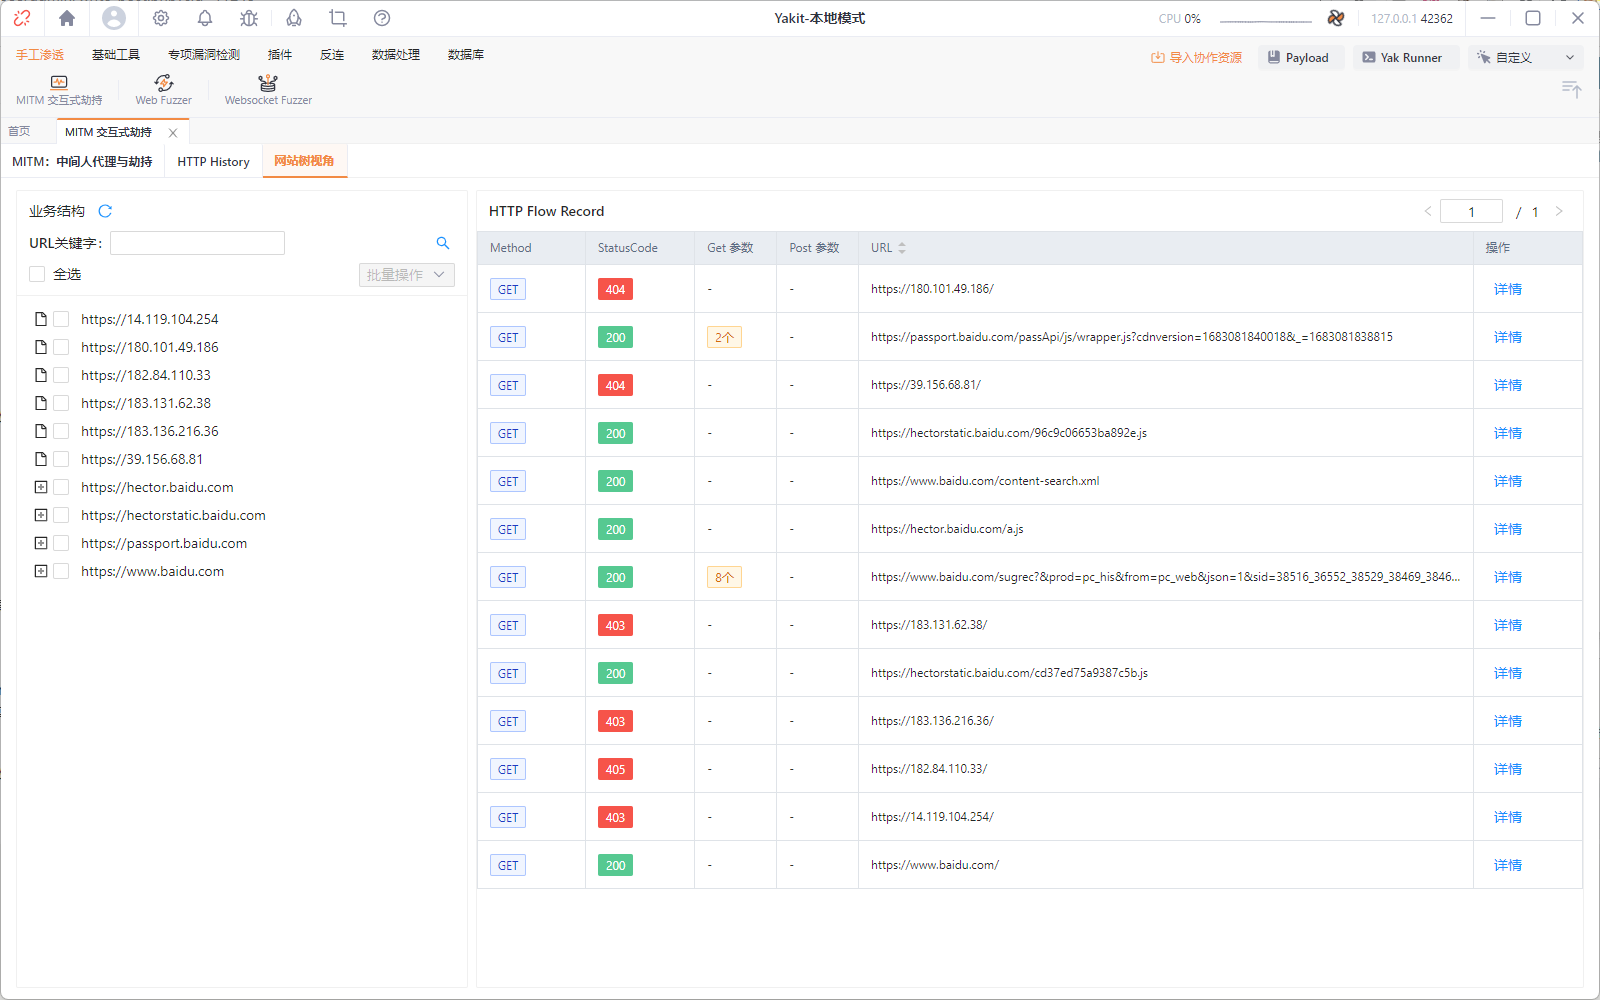 Yakit-本地模式
CPU 0%
127.0.0.1 42362
手工渗透 基础工具 专项漏洞检测 插件 反连 数据处理 数据库
导入协作资源 Payload Yak Runner 自定义
MITM 交互式劫持 Web Fuzzer Websocket Fuzzer
首页 MITM 交互式劫持
MITM：中间人代理与劫持 HTTP History 网站树视角
业务结构
URL关键字：
全选 批量操作
https://14.119.104.254
https://180.101.49.186
https://182.84.110.33
https://183.131.62.38
https://183.136.216.36
https://39.156.68.81
https://hector.baidu.com
https://hectorstatic.baidu.com
https://passport.baidu.com
https://www.baidu.com
HTTP Flow Record 1 / 1
Method StatusCode Get 参数 Post 参数 URL 操作
GET 404 - - https://180.101.49.186/ 详情
GET 200 2个 - https://passport.baidu.com/passApi/js/wrapper.js?cdnversion=1683081840018&_=1683081838815 详情
GET 404 - - https://39.156.68.81/ 详情
GET 200 - - https://hectorstatic.baidu.com/96c9c06653ba892e.js 详情
GET 200 - - https://www.baidu.com/content-search.xml 详情
GET 200 - - https://hector.baidu.com/a.js 详情
GET 200 8个 - https://www.baidu.com/sugrec?&prod=pc_his&from=pc_web&json=1&sid=38516_36552_38529_38469_3846... 详情
GET 403 - - https://183.131.62.38/ 详情
GET 200 - - https://hectorstatic.baidu.com/cd37ed75a9387c5b.js 详情
GET 403 - - https://183.136.216.36/ 详情
GET 405 - - https://182.84.110.33/ 详情
GET 403 - - https://14.119.104.254/ 详情
GET 200 - - https://www.baidu.com/ 详情